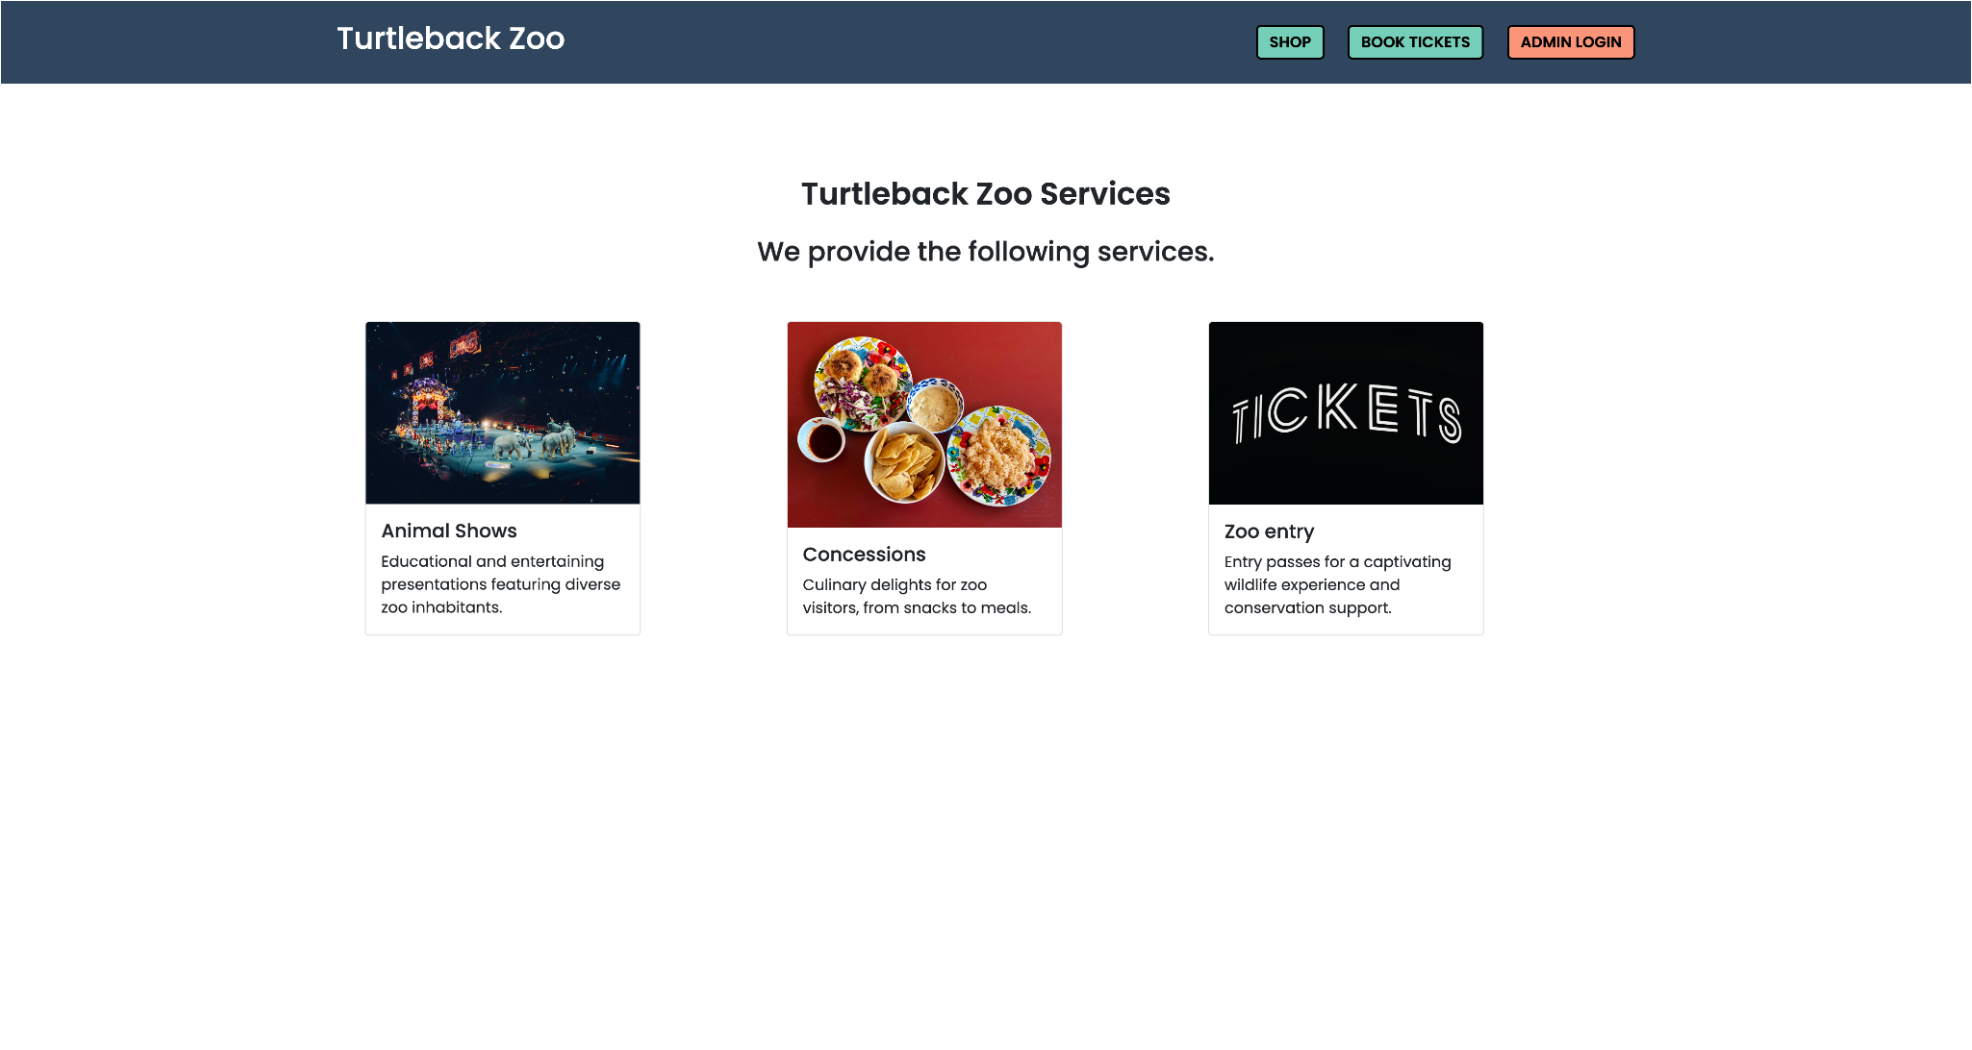 Turtleback Zoo
SHOP
BOOK TICKETS
ADMIN LOGIN
Turtleback Zoo Services
We provide the following services.
TICKETS
Animal Shows
Educational and entertaining
presentations featuring diverse
zoo inhabitants.
Concessions
Culinary delights for zoo
visitors, from snacks to meals.
Zoo entry
Entry passes for a captivating
wildlife experience and
conservation support.